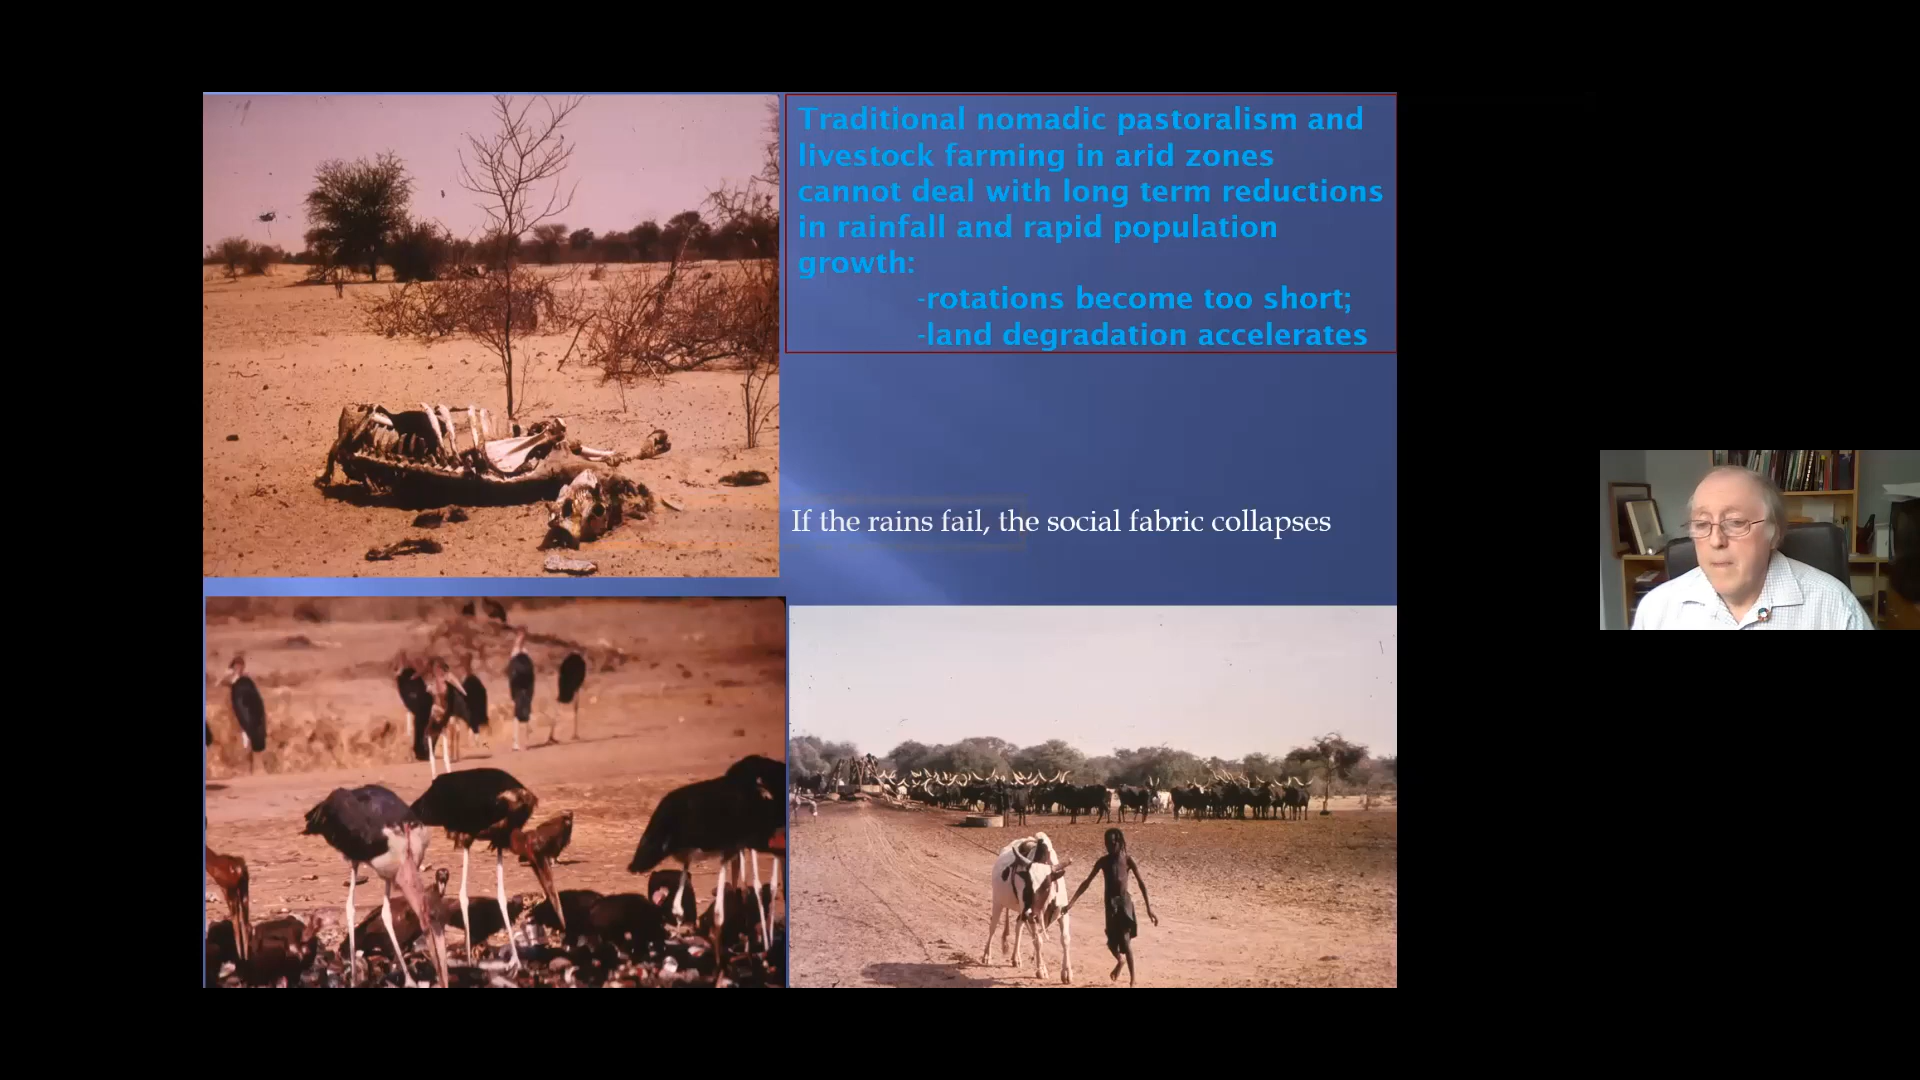 Traditional nomadic pastoralism and
livestock farming in arid zones
cannot deal with long term reductions
in rainfall and rapid population
growth:
-rotations become too short;
-land degradation accelerates
If the rains fail, the social fabric collapses